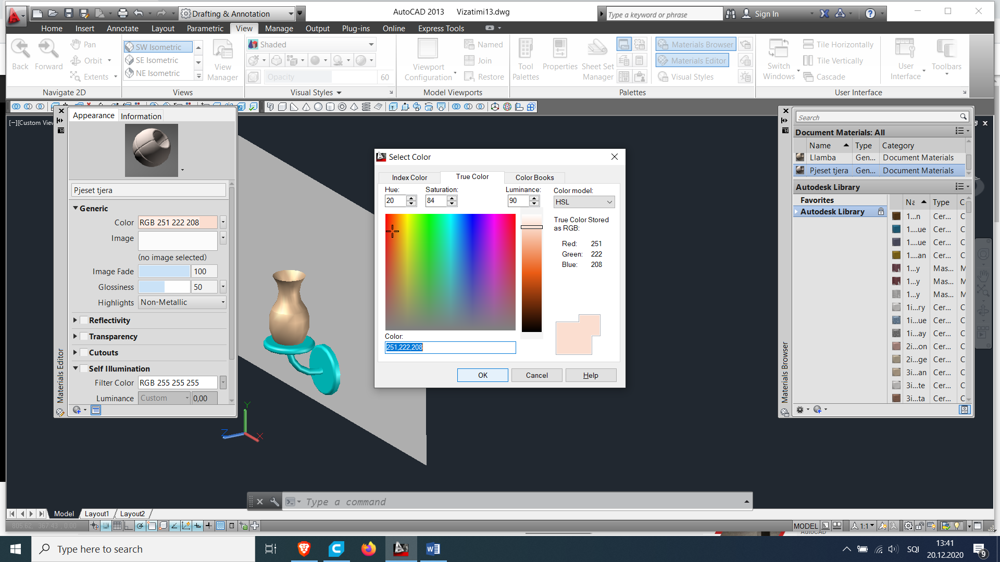 Drafting & Annotation
AutoCAD 2013 Vizatimi13.dwg
Type a keyword or phrase
Sign In
Home Insert Annotate Layout Parametric View Manage Output Plug-ins Online Express Tools
Back
Forward
Pan
Orbit
Extents
Navigate 2D
SW Isometric
SE Isometric
NE Isometric
View
Manager
Views
Shaded
Opacity 60
Visual Styles
Viewport
Configuration
Named
Join
Restore
Model Viewports
Tool
Palettes
Properties
Sheet Set
Manager
Materials Browser
Materials Editor
Visual Styles
Palettes
Switch
Windows
Tile Horizontally
Tile Vertically
Cascade
User
Interface
Toolbars
User Interface
[−][Custom View
Appearance Information
Pjeset tjera
Generic
Color RGB 251 222 208
Image
(no image selected)
Image Fade 100
Glossiness 50
Highlights Non-Metallic
Reflectivity
Transparency
Cutouts
Self Illumination
Filter Color RGB 255 255 255
Luminance Custom 0,00
Materials Editor
Y
Z
X
Select Color
Index Color True Color Color Books
Hue: Saturation: Luminance:
20 84 90
Color model:
HSL
True Color Stored
as RGB:
Red: 251
Green: 222
Blue: 208
Color:
251,222,208
OK Cancel Help
Materials Browser
Search
Document Materials: All
Name Type Category
Llamba Gen... Document Materials
Pjeset tjera Gen... Document Materials
Autodesk Library
Favorites
Autodesk Library
Na Type C
1...n Cer...
1....ue Cer... C
1...ue Cer... C
1....an Cer... C
1...y Mas... M
1...y Mas... M
1...y Mas... M
1i...ry Cer... C
1i...ue Cer... C
1i...ay Cer... C
2i...on Cer... C
2i...ge Cer... C
3i...an Cer... C
3i...te Cer... C
3i...ta Cer... C
Type a command
Model Layout1 Layout2
805.62, 367.43, 0.00
MODEL 1:1
AutoCAD
Type here to search
SQI
13:41
20.12.2020
9